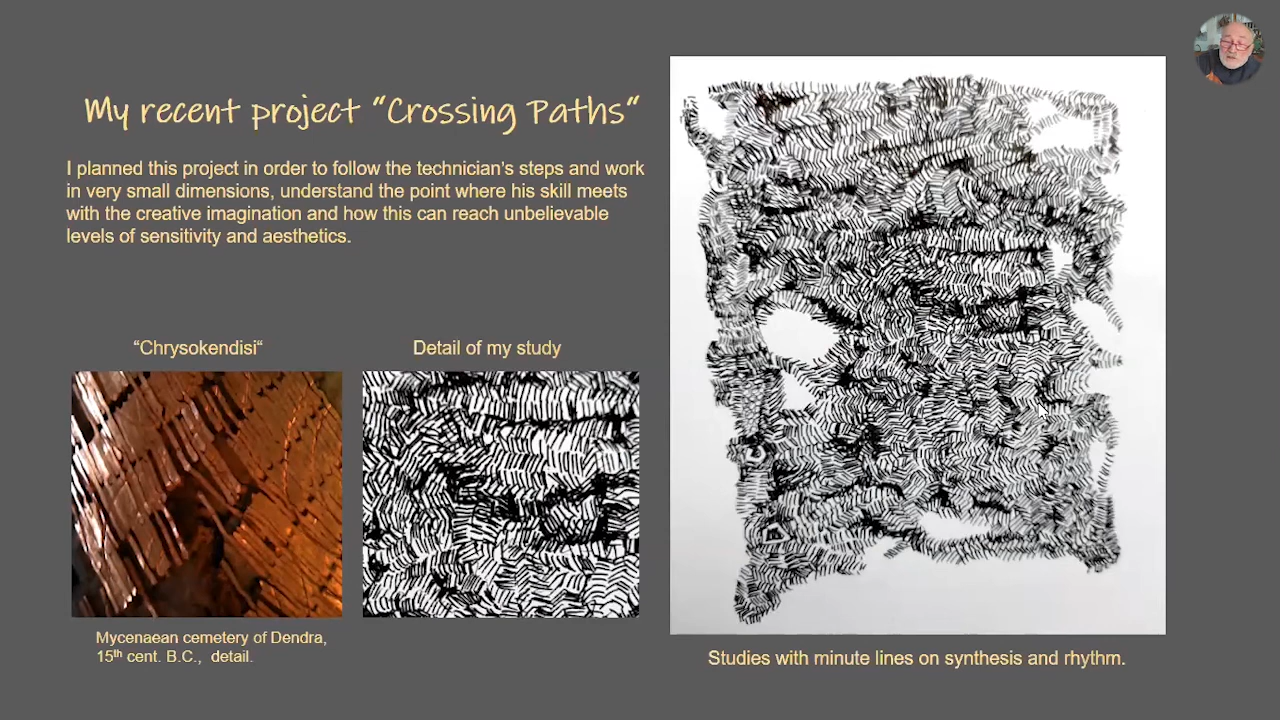 My recent project “Crossing Paths“
I planned this project in order to follow the technician’s steps and work
in very small dimensions, understand the point where his skill meets
with the creative imagination and how this can reach unbelievable
levels of sensitivity and aesthetics.
“Chrysokendisi“
Detail of my study
Mycenaean cemetery of Dendra,
15th cent. B.C., detail.
Studies with minute lines on synthesis and rhythm.